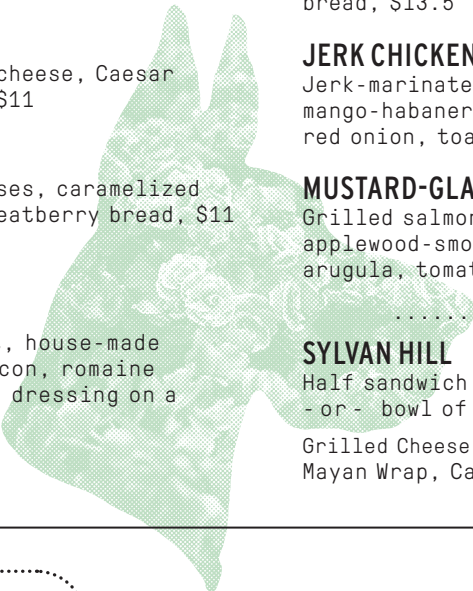 cheese, Caesar
$11
ses, caramelized
eatberry bread, $11
, house-made
con, romaine
dressing on a
bread, $13.5
JERK CHICKEN
Jerk-marinate
mango-habaner
red onion, toa
MUSTARD-GLA
Grilled salmon
applewood-smo
arugula, tomat
SYLVAN HILL
Half sandwich
-or- bowl of
Grilled Cheese
Mayan Wrap, Ca